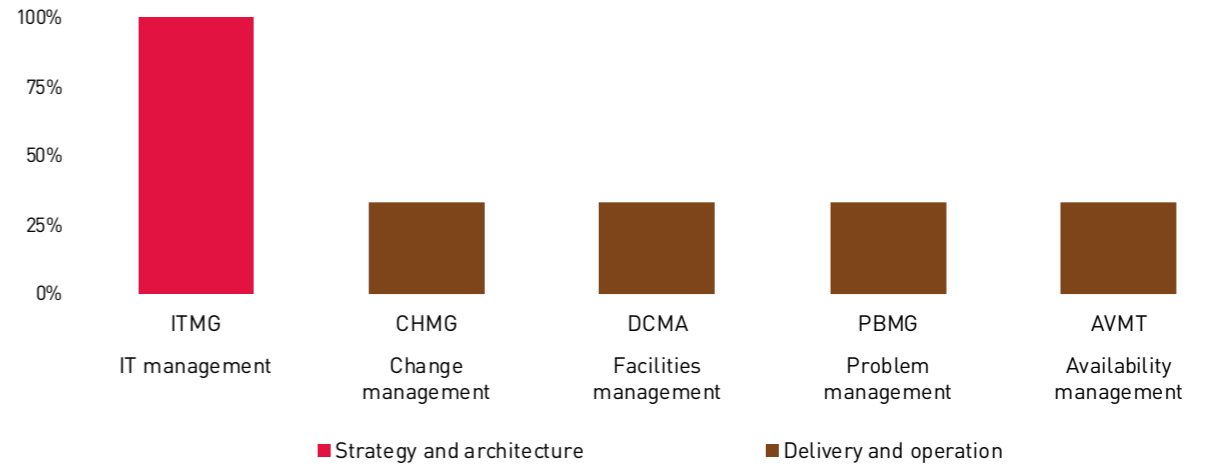 100%
75%
50%
25%
0%
ITMG
CHMG
DCMA
PBMG
AVMT
IT management
Change
management
Facilities
management
Problem
management
Availability
management
Strategy and architecture
Delivery and operation